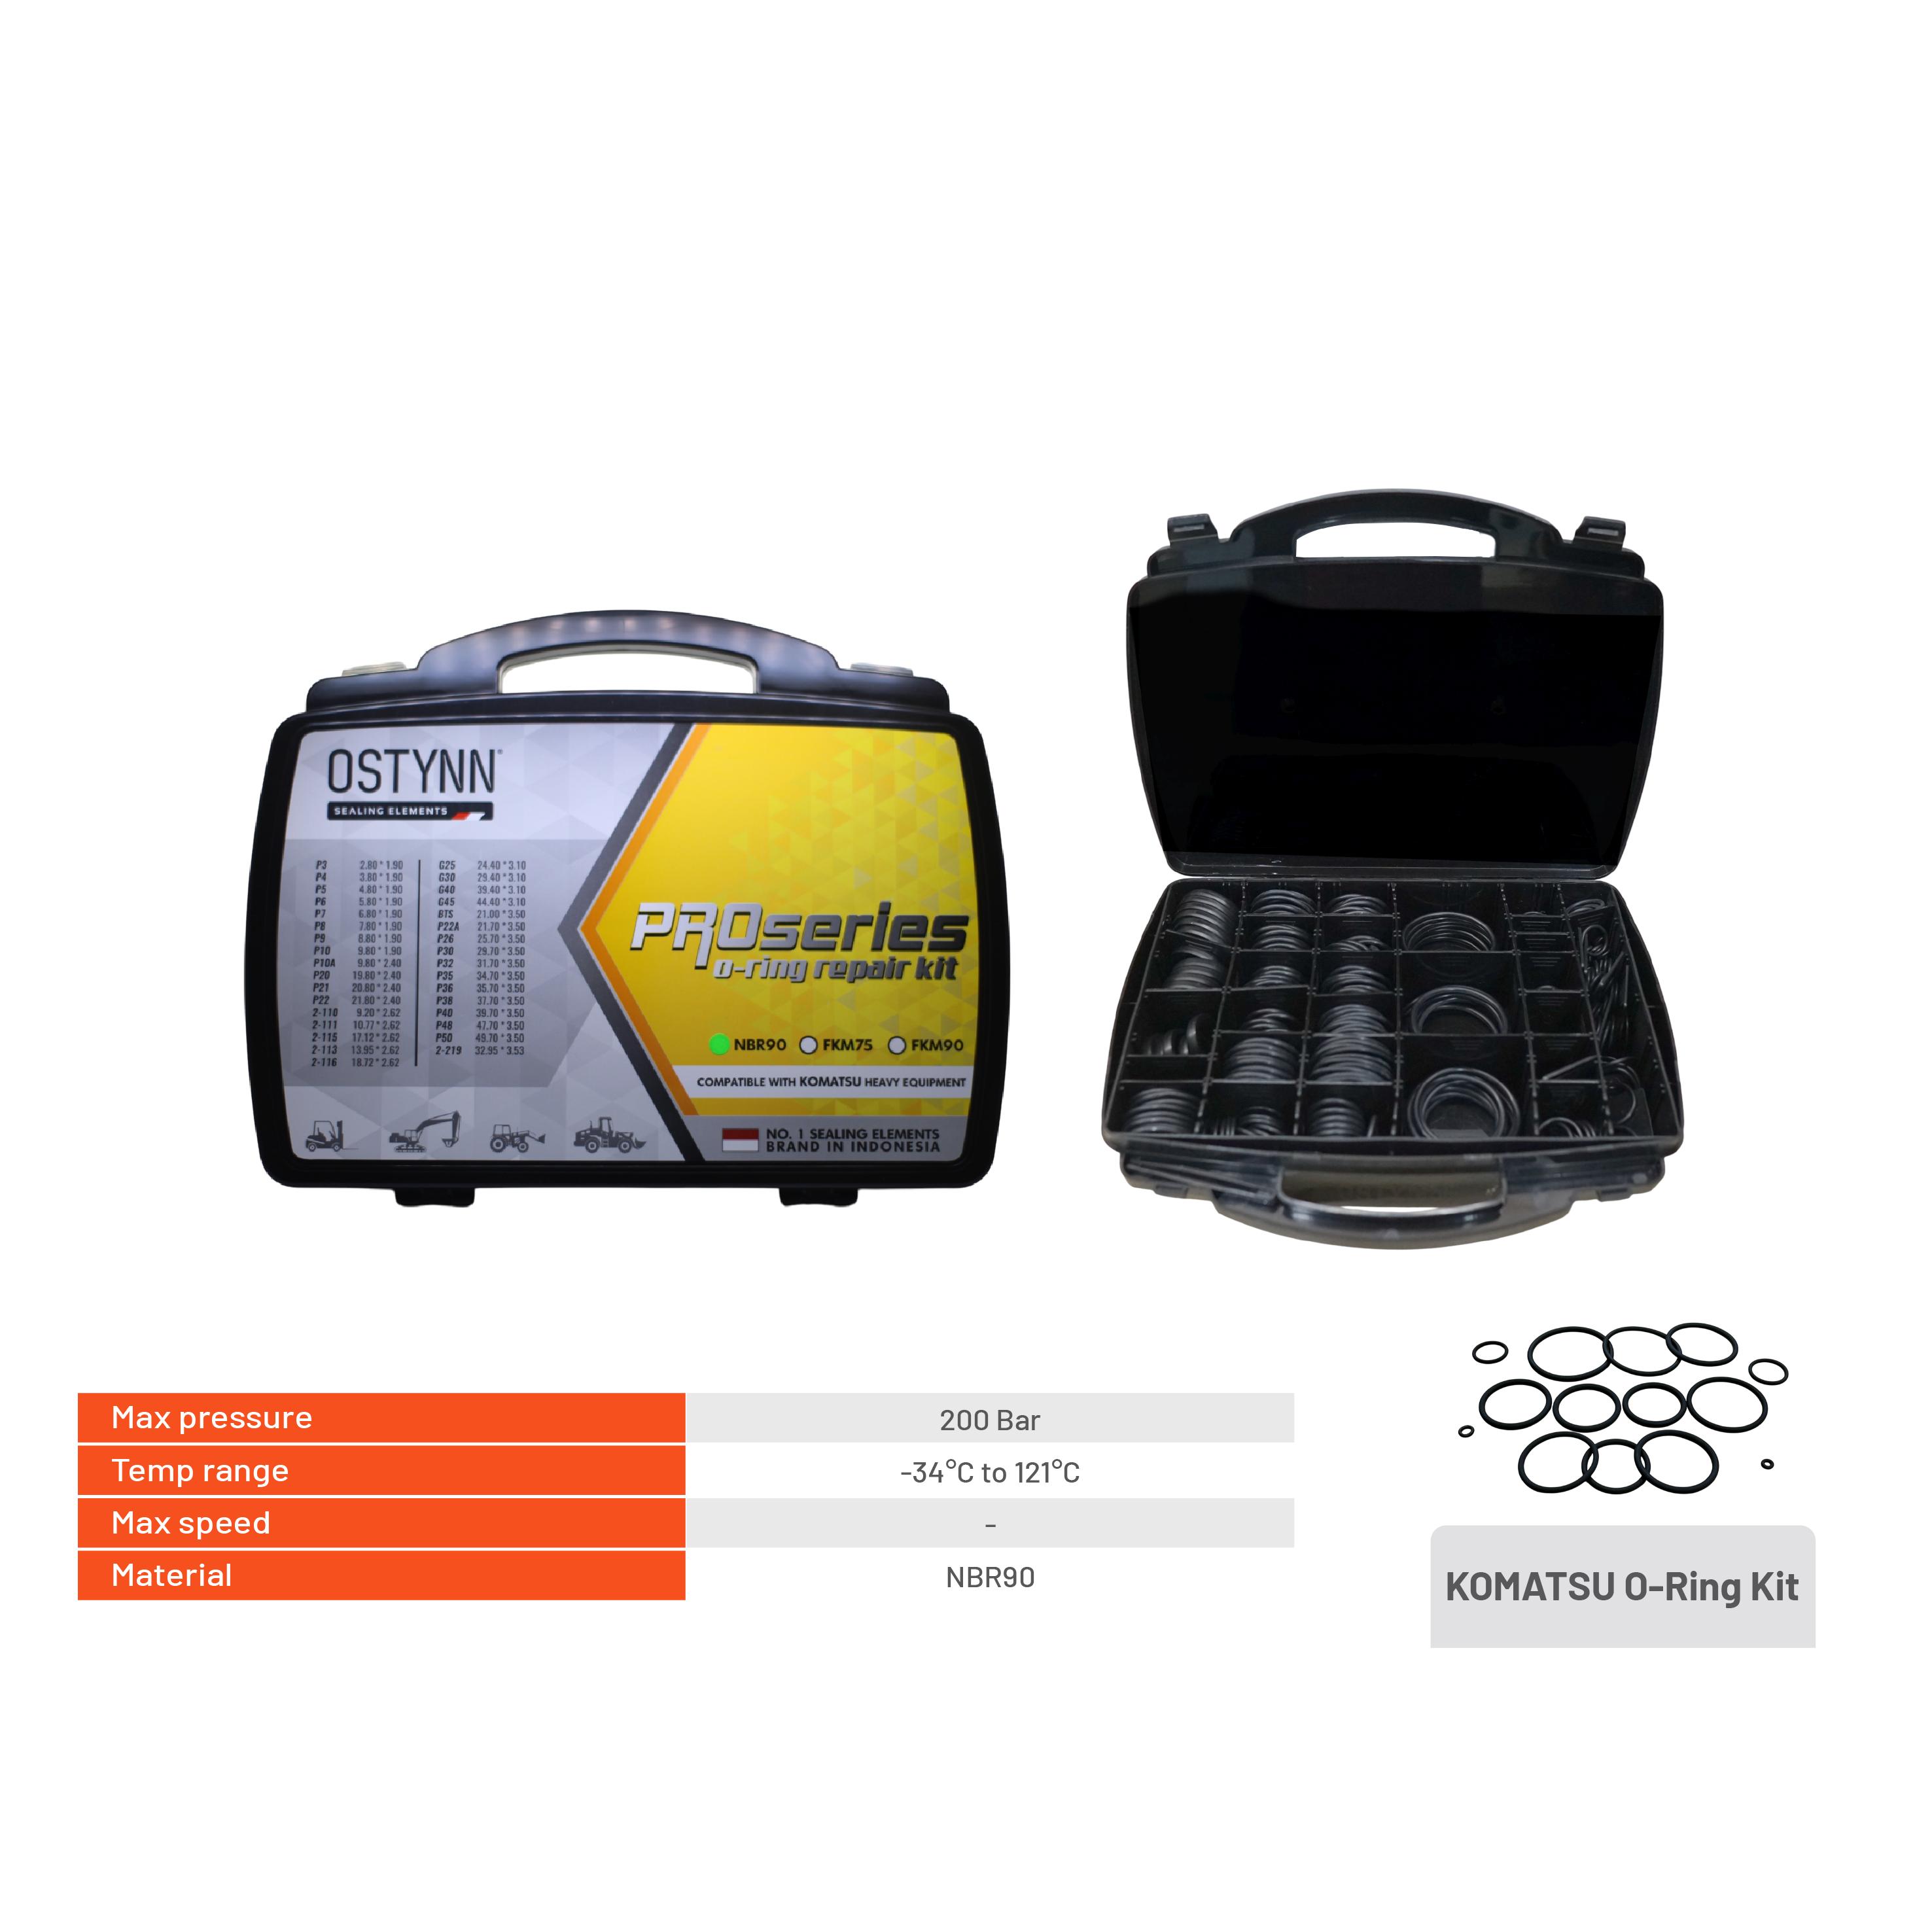 OSTYNN
SEALING ELEMENTS
P3 2.80 * 1.90
P4 3.80 * 1.90
P5 4.80 * 1.90
P6 5.80 * 1.90
P7 6.80 * 1.90
P8 7.80 * 1.90
P9 8.80 * 1.90
P10 9.80 * 1.90
P10A 9.80 * 2.40
P20 19.80 * 2.40
P21 20.80 * 2.40
P22 21.80 * 2.40
2-110 9.20 * 2.62
2-111 10.77 * 2.62
2-115 17.12 * 2.62
2-113 13.95 * 2.62
2-116 18.72 * 2.62
G25 24.40 * 3.10
G30 29.40 * 3.10
G40 39.40 * 3.10
G45 44.40 * 3.10
BTS 21.00 * 3.50
P22A 21.70 * 3.50
P26 25.70 * 3.50
P30 29.70 * 3.50
P32 31.70 * 3.50
P35 34.70 * 3.50
P36 35.70 * 3.50
P38 37.70 * 3.50
P40 39.70 * 3.50
P48 47.70 * 3.50
P50 49.70 * 3.50
2-219 32.95 * 3.53
PROseries
o-ring repair kit
NBR90 FKM75 FKM90
COMPATIBLE WITH KOMATSU HEAVY EQUIPMENT
NO. 1 SEALING ELEMENTS
BRAND IN INDONESIA
Max pressure 200 Bar
Temp range -34°C to 121°C
Max speed -
Material NBR90
KOMATSU O-Ring Kit